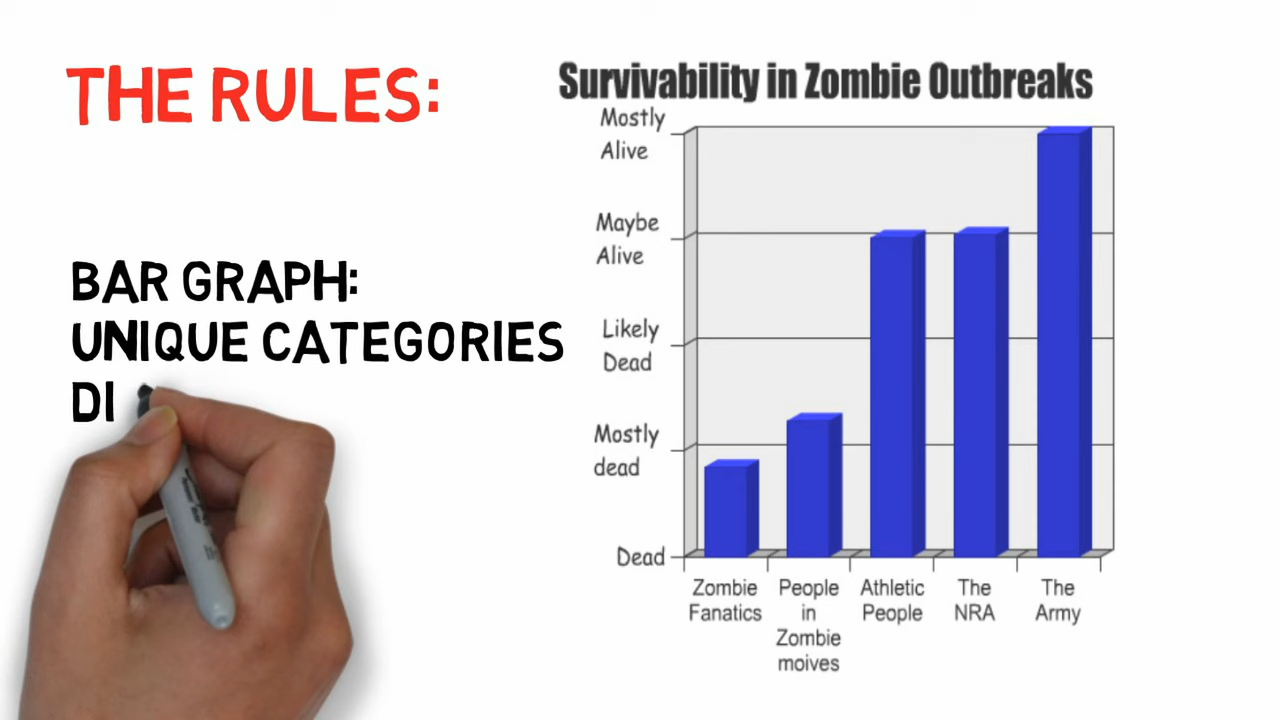 THE RULES:
BAR GRAPH:
UNIQUE CATEGORIES
DI
Survivability in Zombie Outbreaks
Mostly
Alive
Maybe
Alive
Likely
Dead
Mostly
dead
Dead
Zombie
Fanatics
People
in
Zombie
moives
Athletic
People
The
NRA
The
Army